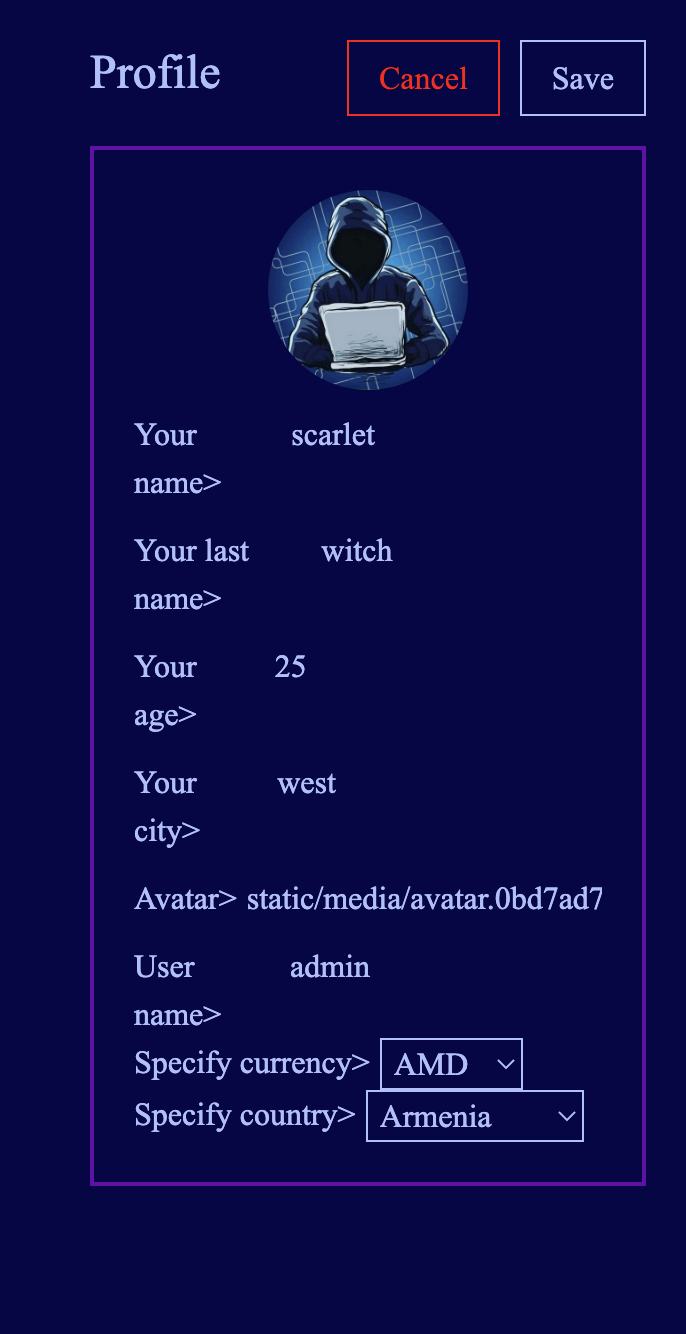 Profile
Cancel
Save
Your
name>
scarlet
Your last
name>
witch
Your
age>
25
Your
city>
west
Avatar> static/media/avatar.0bd7ad7
User
name>
admin
Specify currency> AMD
Specify country> Armenia